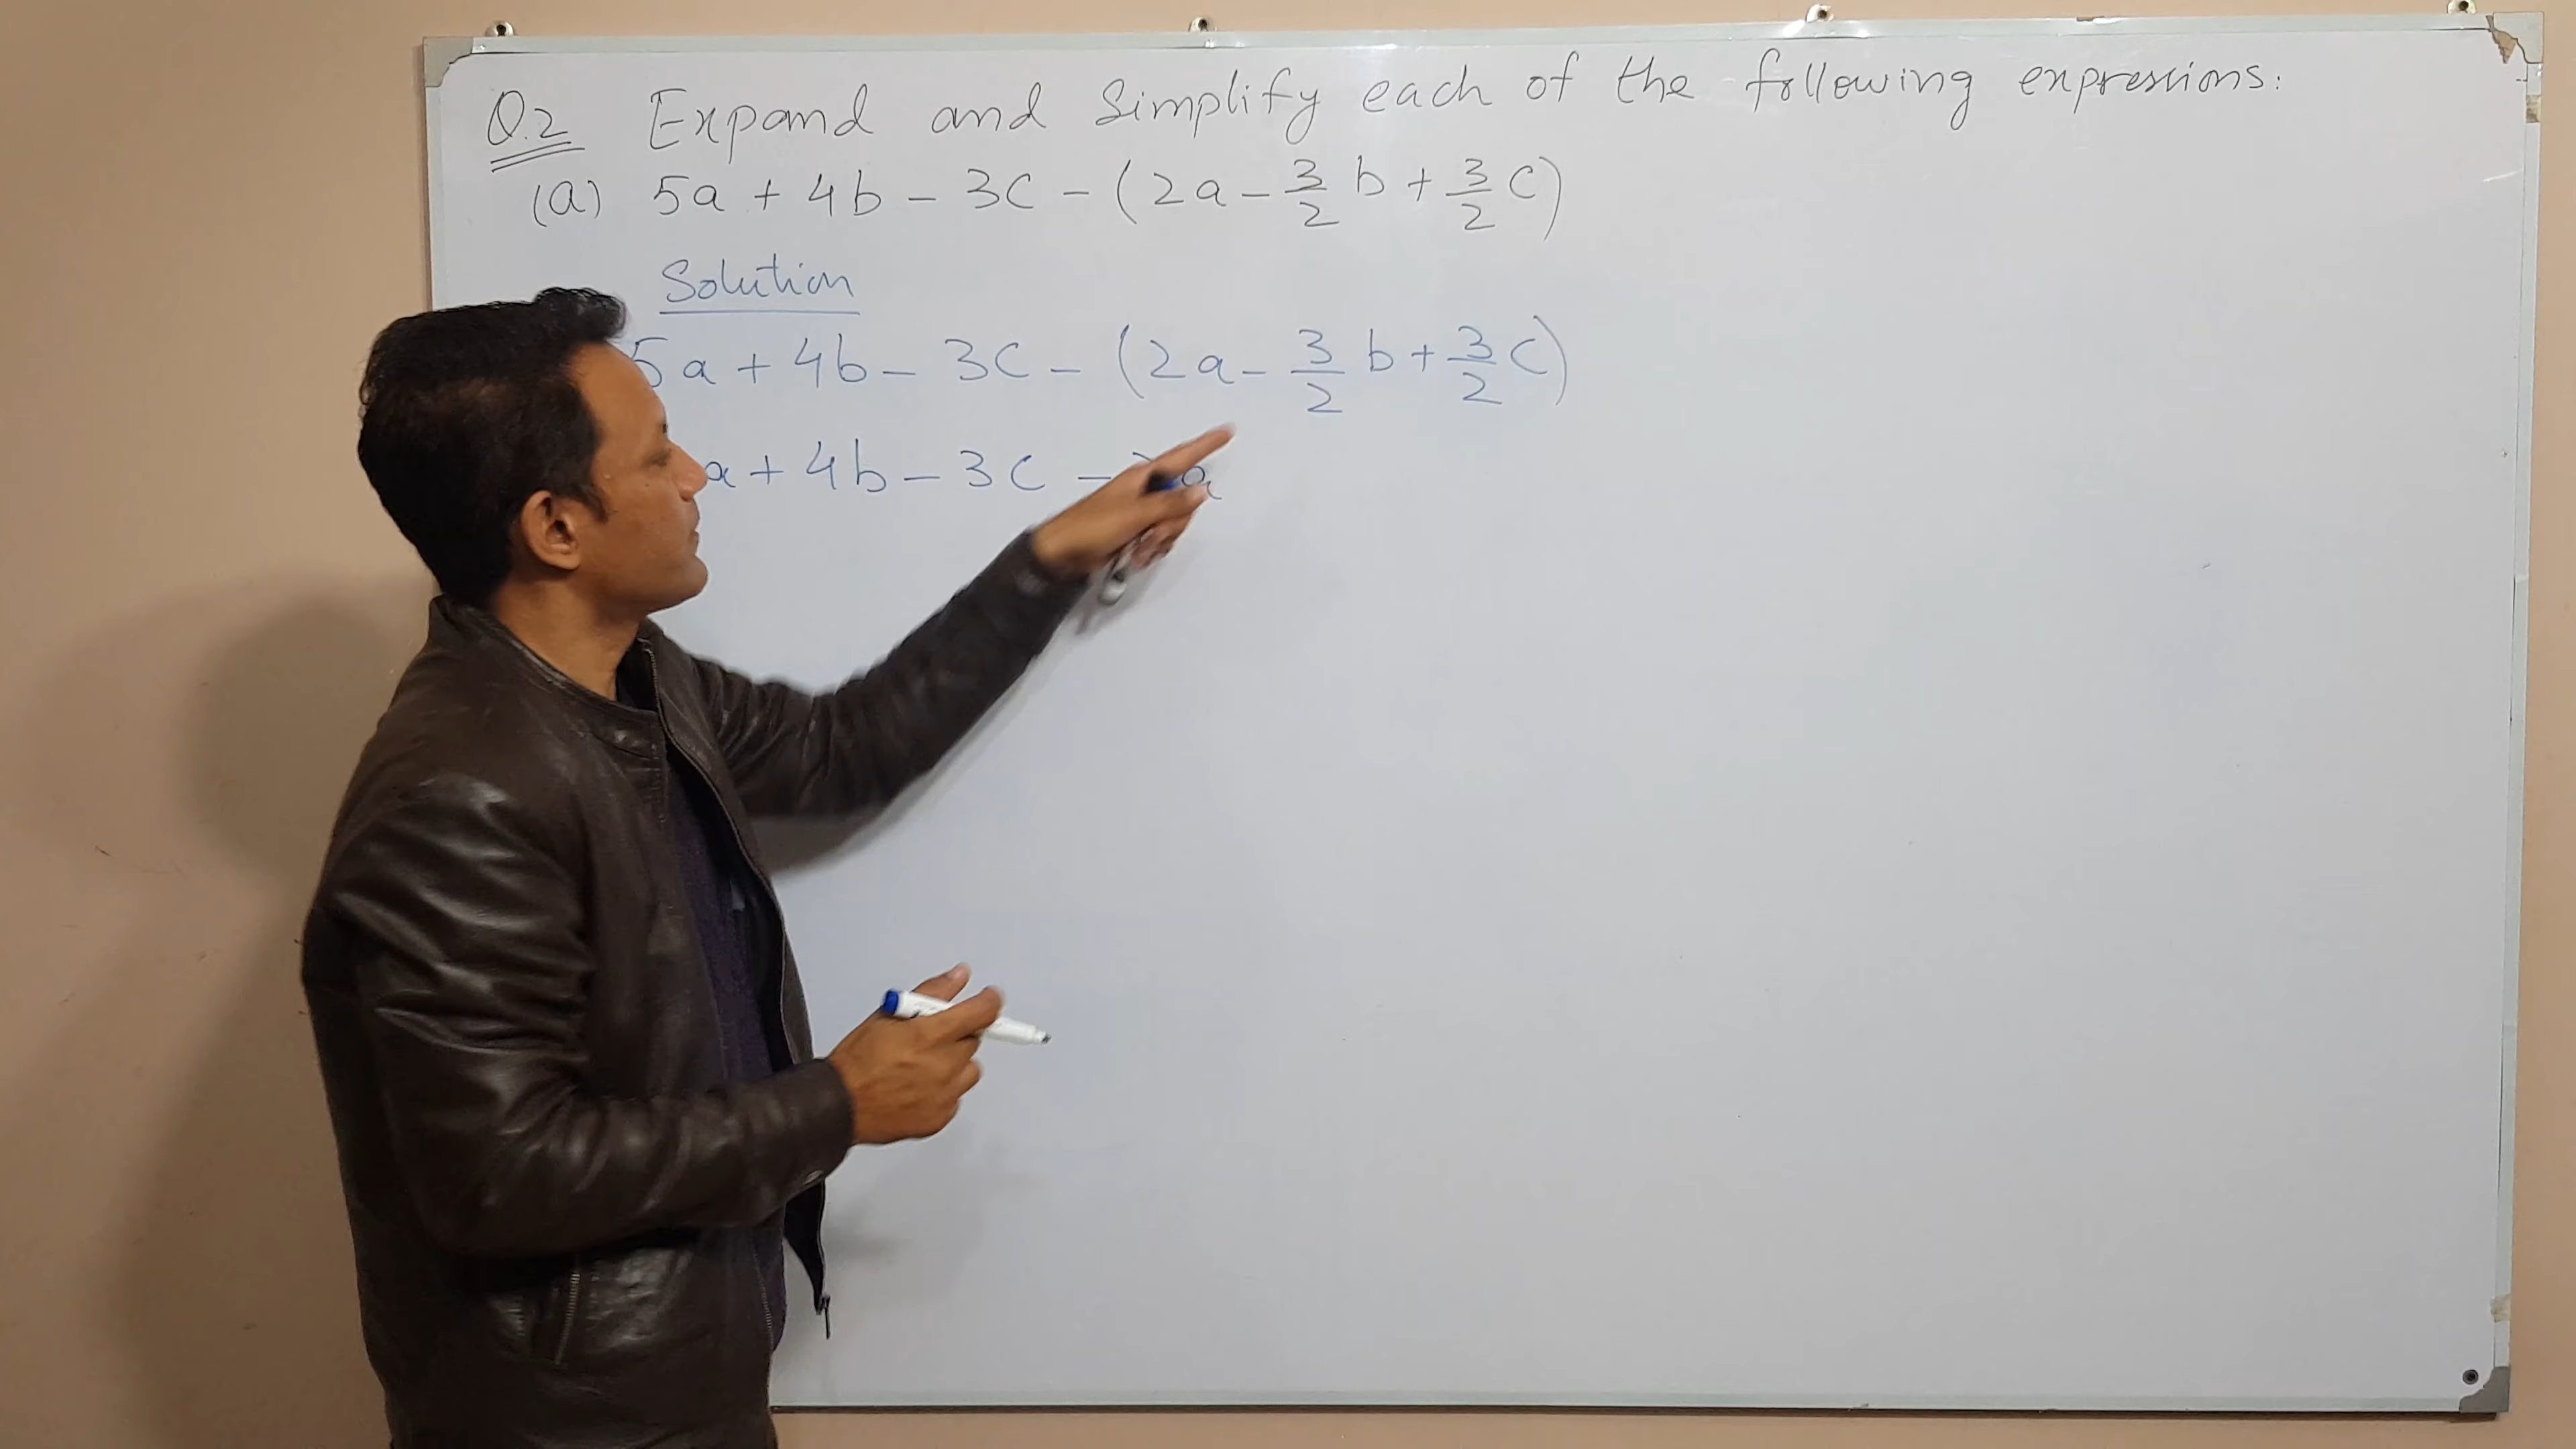 Q.2 Expand and Simplify each of the following expressions:
(a) 5a + 4b - 3c - (2a - 3/2 b + 3/2 c)
Solution
5a + 4b - 3c - (2a - 3/2 b + 3/2 c)
a + 4b - 3c - 2a